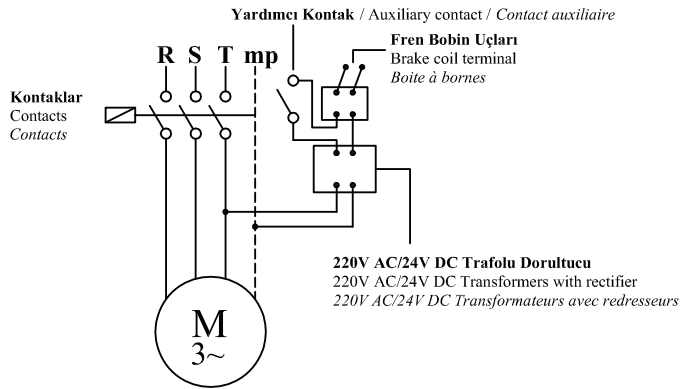 Yardımcı Kontak / Auxiliary contact / Contact auxiliaire
Fren Bobin Uçları
Brake coil terminal
Boite à bornes
R S T mp
Kontaklar
Contacts
Contacts
220V AC/24V DC Trafolu Dorultucu
220V AC/24V DC Transformers with rectifier
220V AC/24V DC Transformateurs avec redresseurs
M
3~